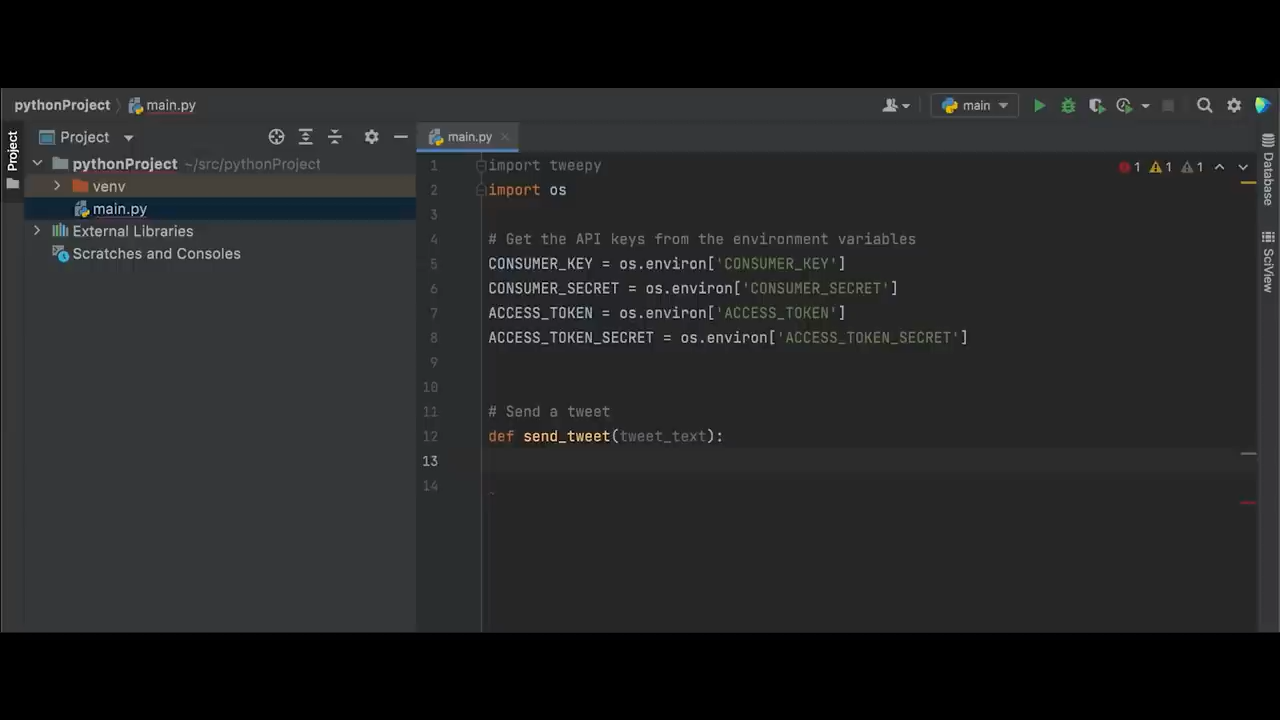 pythonProject main.py
main
Project
Project
main.py
1 1 1
pythonProject ~/src/pythonProject
venv
main.py
External Libraries
Scratches and Consoles
1 import tweepy
2 import os
3
4 # Get the API keys from the environment variables
5 CONSUMER_KEY = os.environ['CONSUMER_KEY']
6 CONSUMER_SECRET = os.environ['CONSUMER_SECRET']
7 ACCESS_TOKEN = os.environ['ACCESS_TOKEN']
8 ACCESS_TOKEN_SECRET = os.environ['ACCESS_TOKEN_SECRET']
9
10
11 # Send a tweet
12 def send_tweet(tweet_text):
13
14
Database
SciView